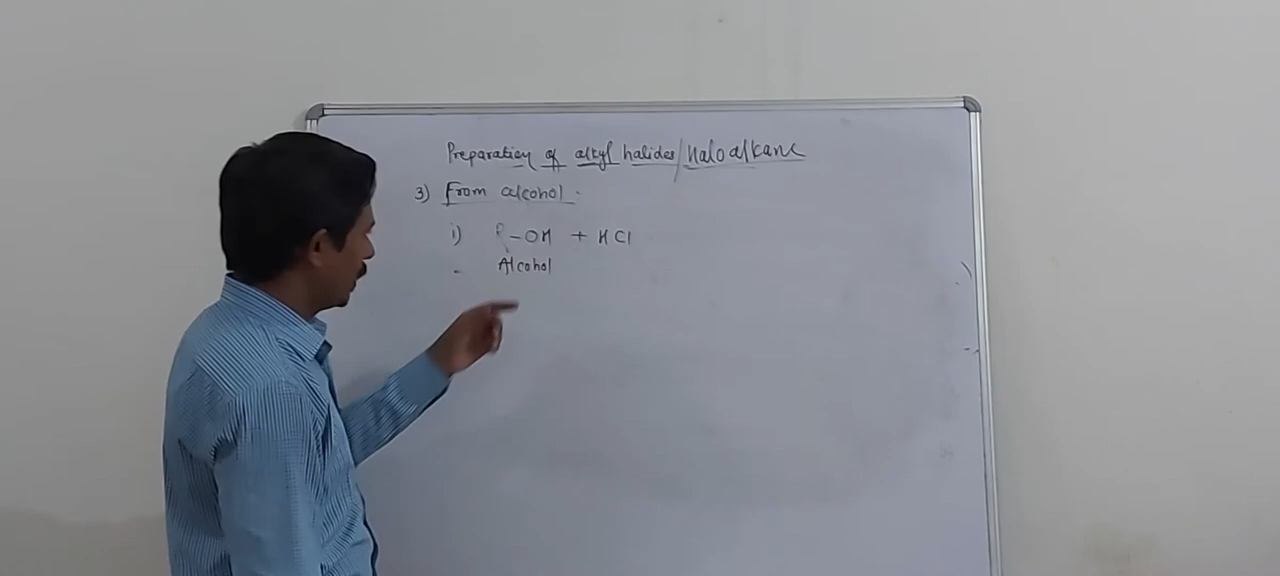 Preparation of alkyl halides/Haloalkane
3) From alcohol.
i) R-OH + HCl
Alcohol